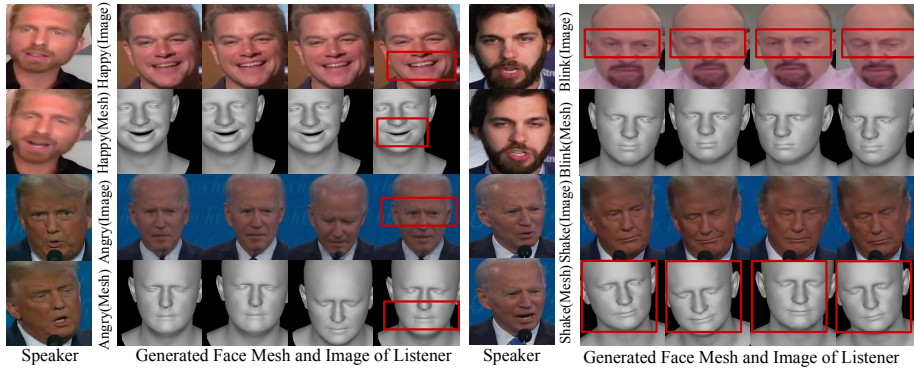 Happy(Image)
Happy(Mesh)
Angry(Image)
Angry(Mesh)
Blink(Image)
Blink(Mesh)
Shake(Image)
Shake(Mesh)
Speaker
Generated Face Mesh and Image of Listener
Speaker
Generated Face Mesh and Image of Listener